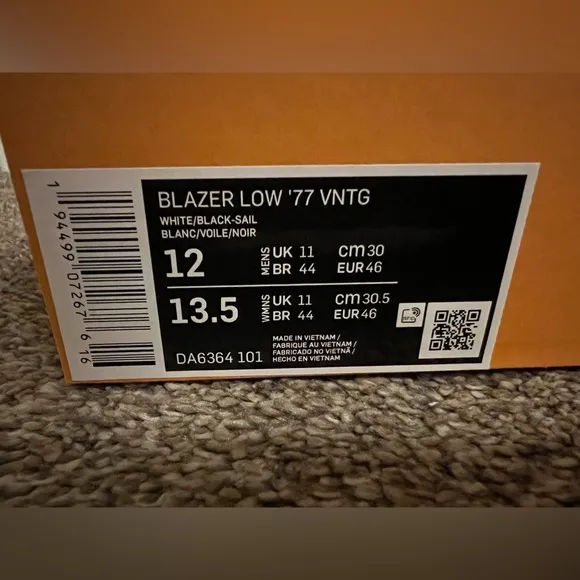 BLAZER LOW '77 VNTG
WHITE/BLACK-SAIL
BLANC/VOILE/NOIR
12 MENS UK 11 cm 30
BR 44 EUR 46
13.5 WMNS UK 11 cm 30.5
BR 44 EUR 46
DA6364 101
MADE IN VIETNAM /
FABRIQUE AU VIETNAM /
FABRICADO NO VIETNÃ /
HECHO EN VIETNAM
1 94499 07267 6 16